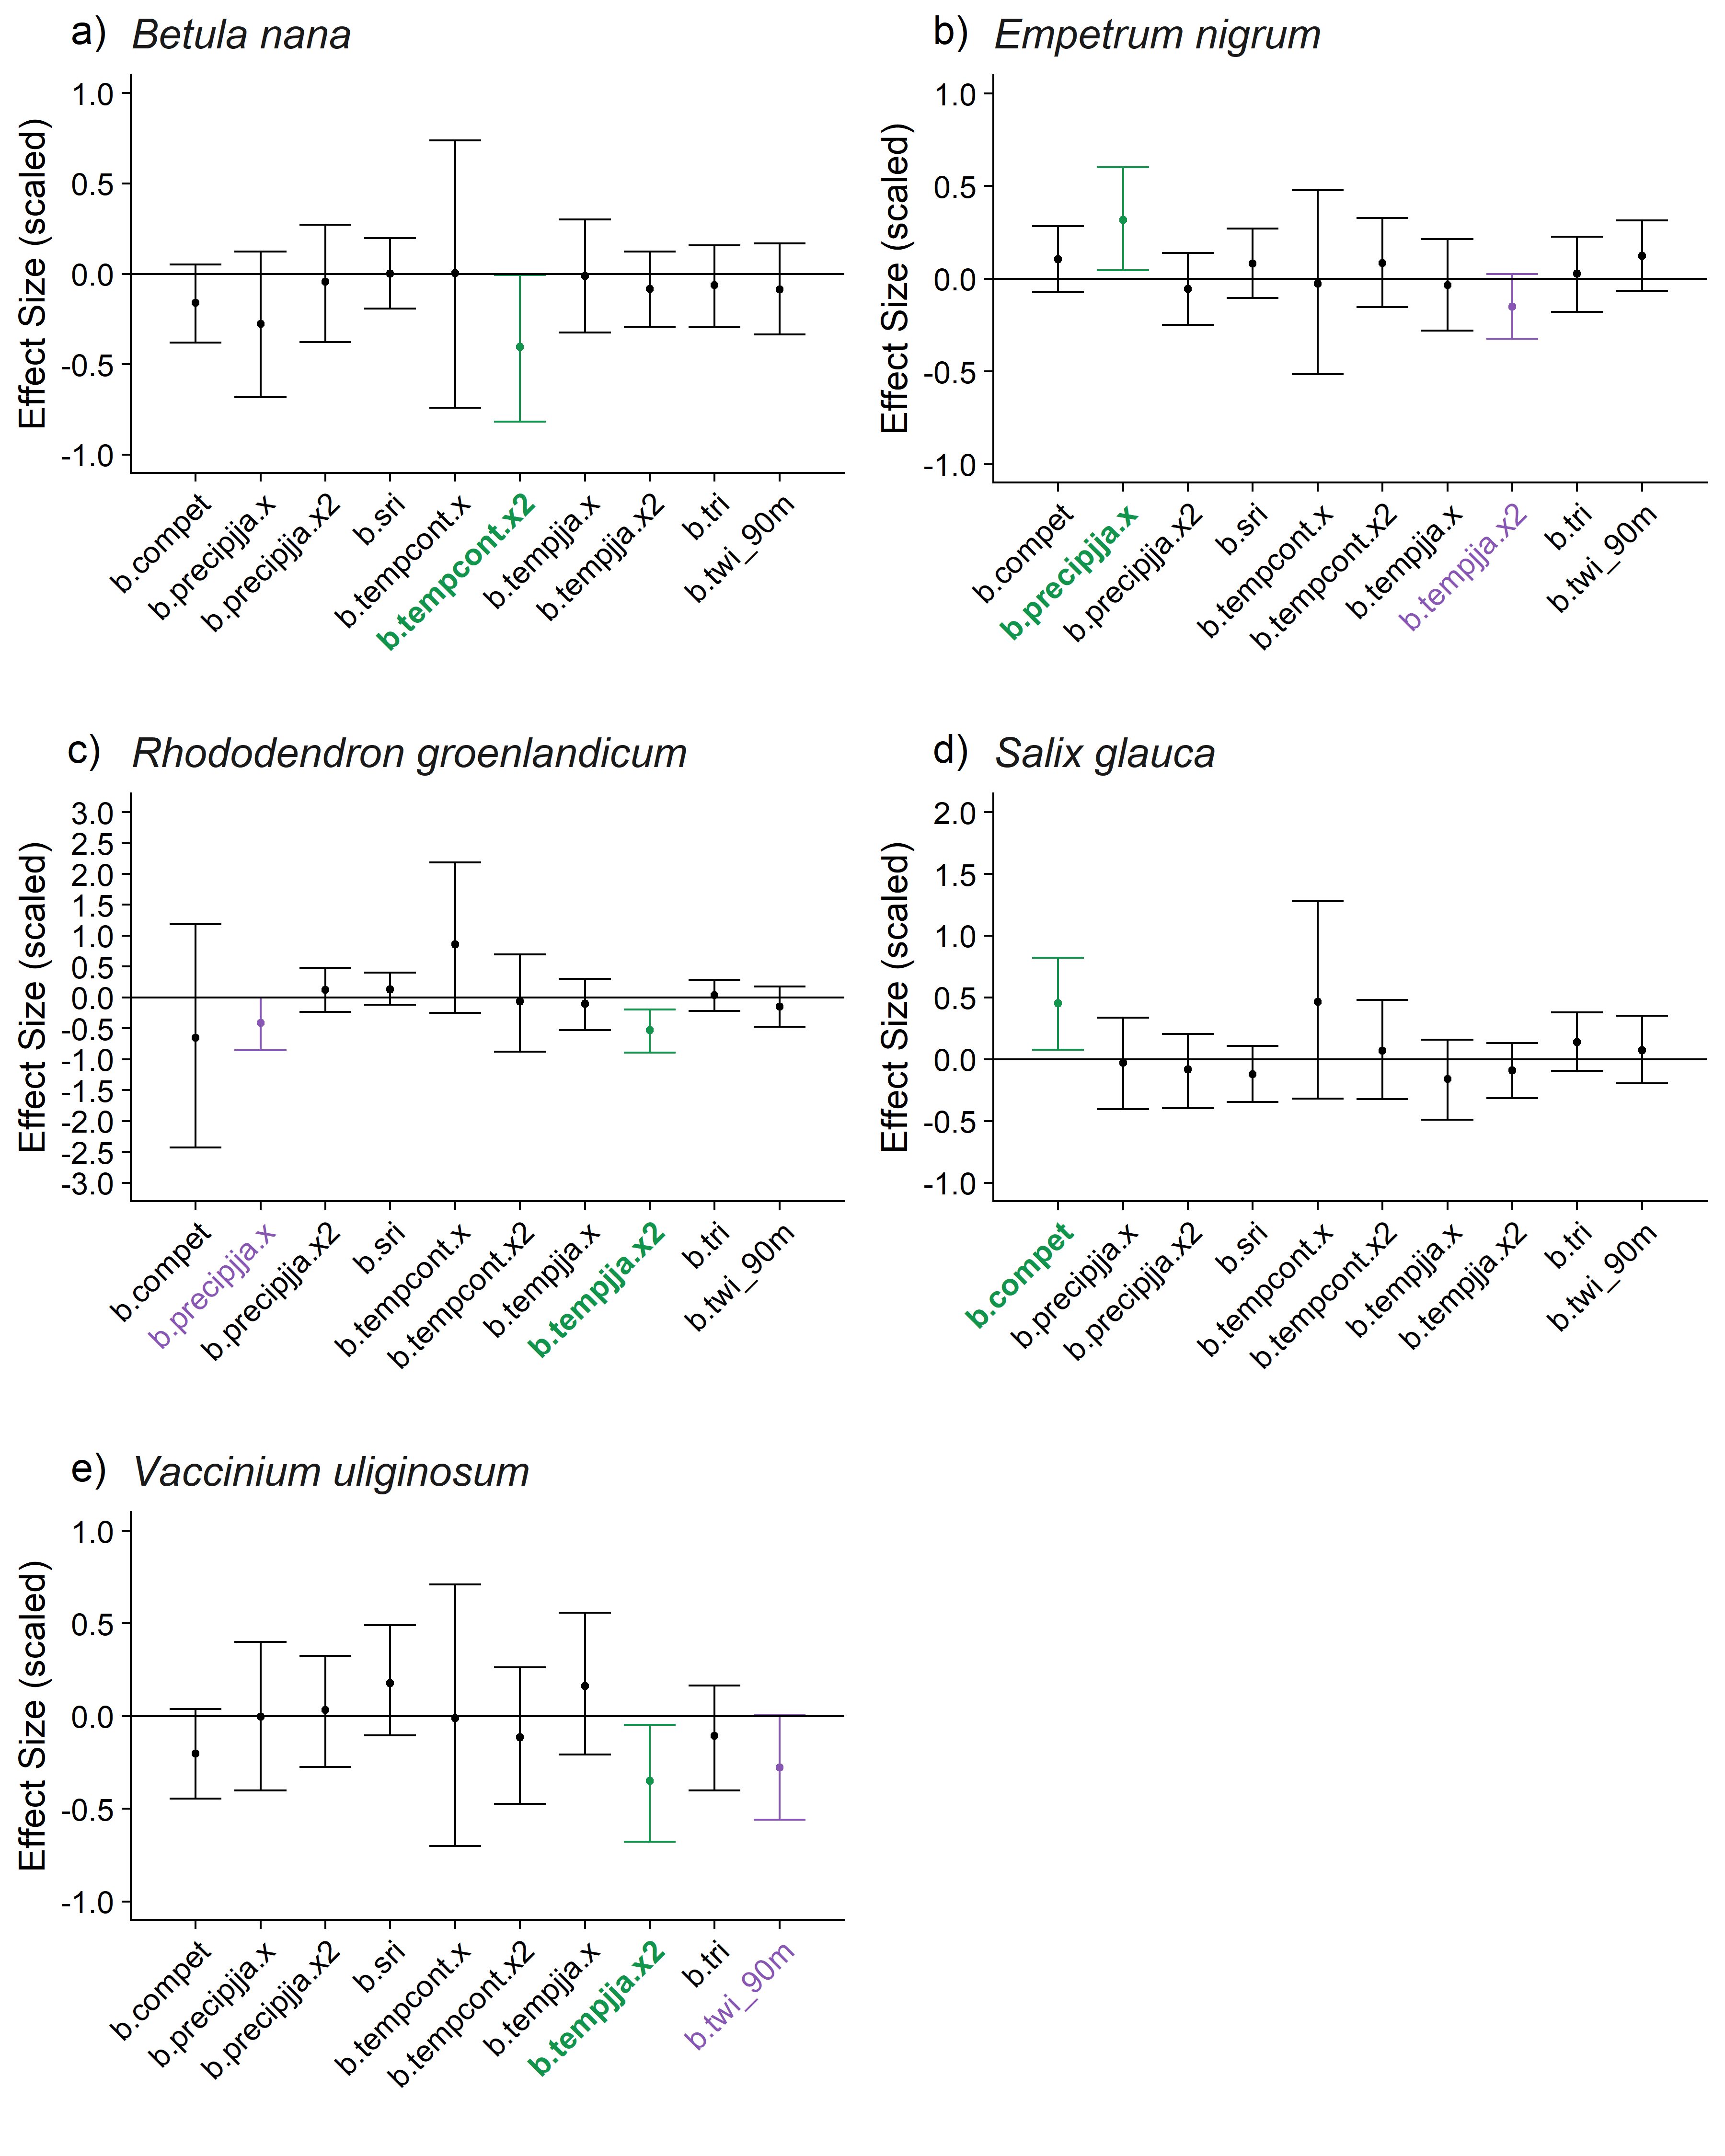 a) Betula nana
Effect Size (scaled)
1.0
0.5
0.0
-0.5
-1.0
b.compet
b.precipjja.x
b.precipjja.x2
b.sri
b.tempcont.x
b.tempcont.x2
b.tempjja.x
b.tempjja.x2
b.tri
b.twi_90m
b) Empetrum nigrum
Effect Size (scaled)
1.0
0.5
0.0
-0.5
-1.0
b.compet
b.precipjja.x
b.precipjja.x2
b.sri
b.tempcont.x
b.tempcont.x2
b.tempjja.x
b.tempjja.x2
b.tri
b.twi_90m
c) Rhododendron groenlandicum
Effect Size (scaled)
3.0
2.5
2.0
1.5
1.0
0.5
0.0
-0.5
-1.0
-1.5
-2.0
-2.5
-3.0
b.compet
b.precipjja.x
b.precipjja.x2
b.sri
b.tempcont.x
b.tempcont.x2
b.tempjja.x
b.tempjja.x2
b.tri
b.twi_90m
d) Salix glauca
Effect Size (scaled)
2.0
1.5
1.0
0.5
0.0
-0.5
-1.0
b.compet
b.precipjja.x
b.precipjja.x2
b.sri
b.tempcont.x
b.tempcont.x2
b.tempjja.x
b.tempjja.x2
b.tri
b.twi_90m
e) Vaccinium uliginosum
Effect Size (scaled)
1.0
0.5
0.0
-0.5
-1.0
b.compet
b.precipjja.x
b.precipjja.x2
b.sri
b.tempcont.x
b.tempcont.x2
b.tempjja.x
b.tempjja.x2
b.tri
b.twi_90m